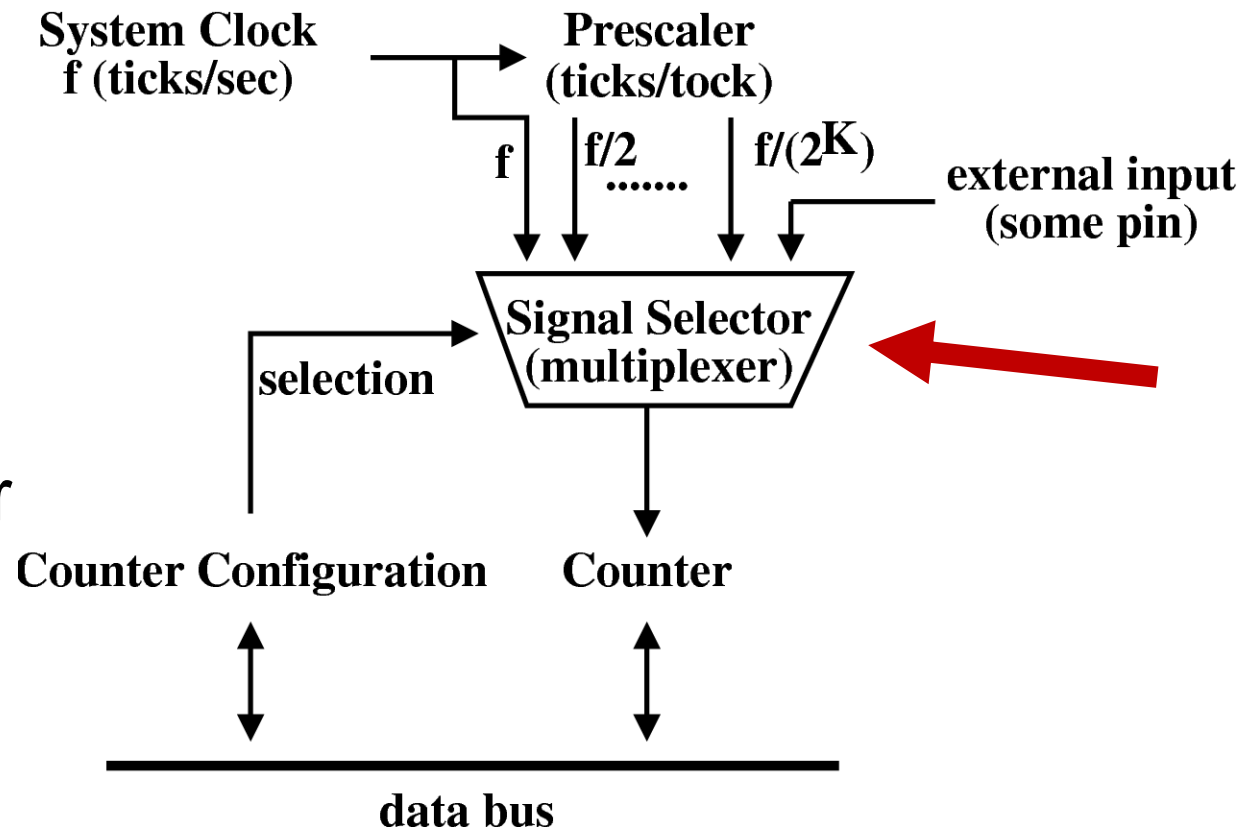 System Clock
f (ticks/sec)
Prescaler
(ticks/tock)
f
f/2
.......
f/(2^K)
external input
(some pin)
Signal Selector
(multiplexer)
selection
r
Counter Configuration
Counter
data bus